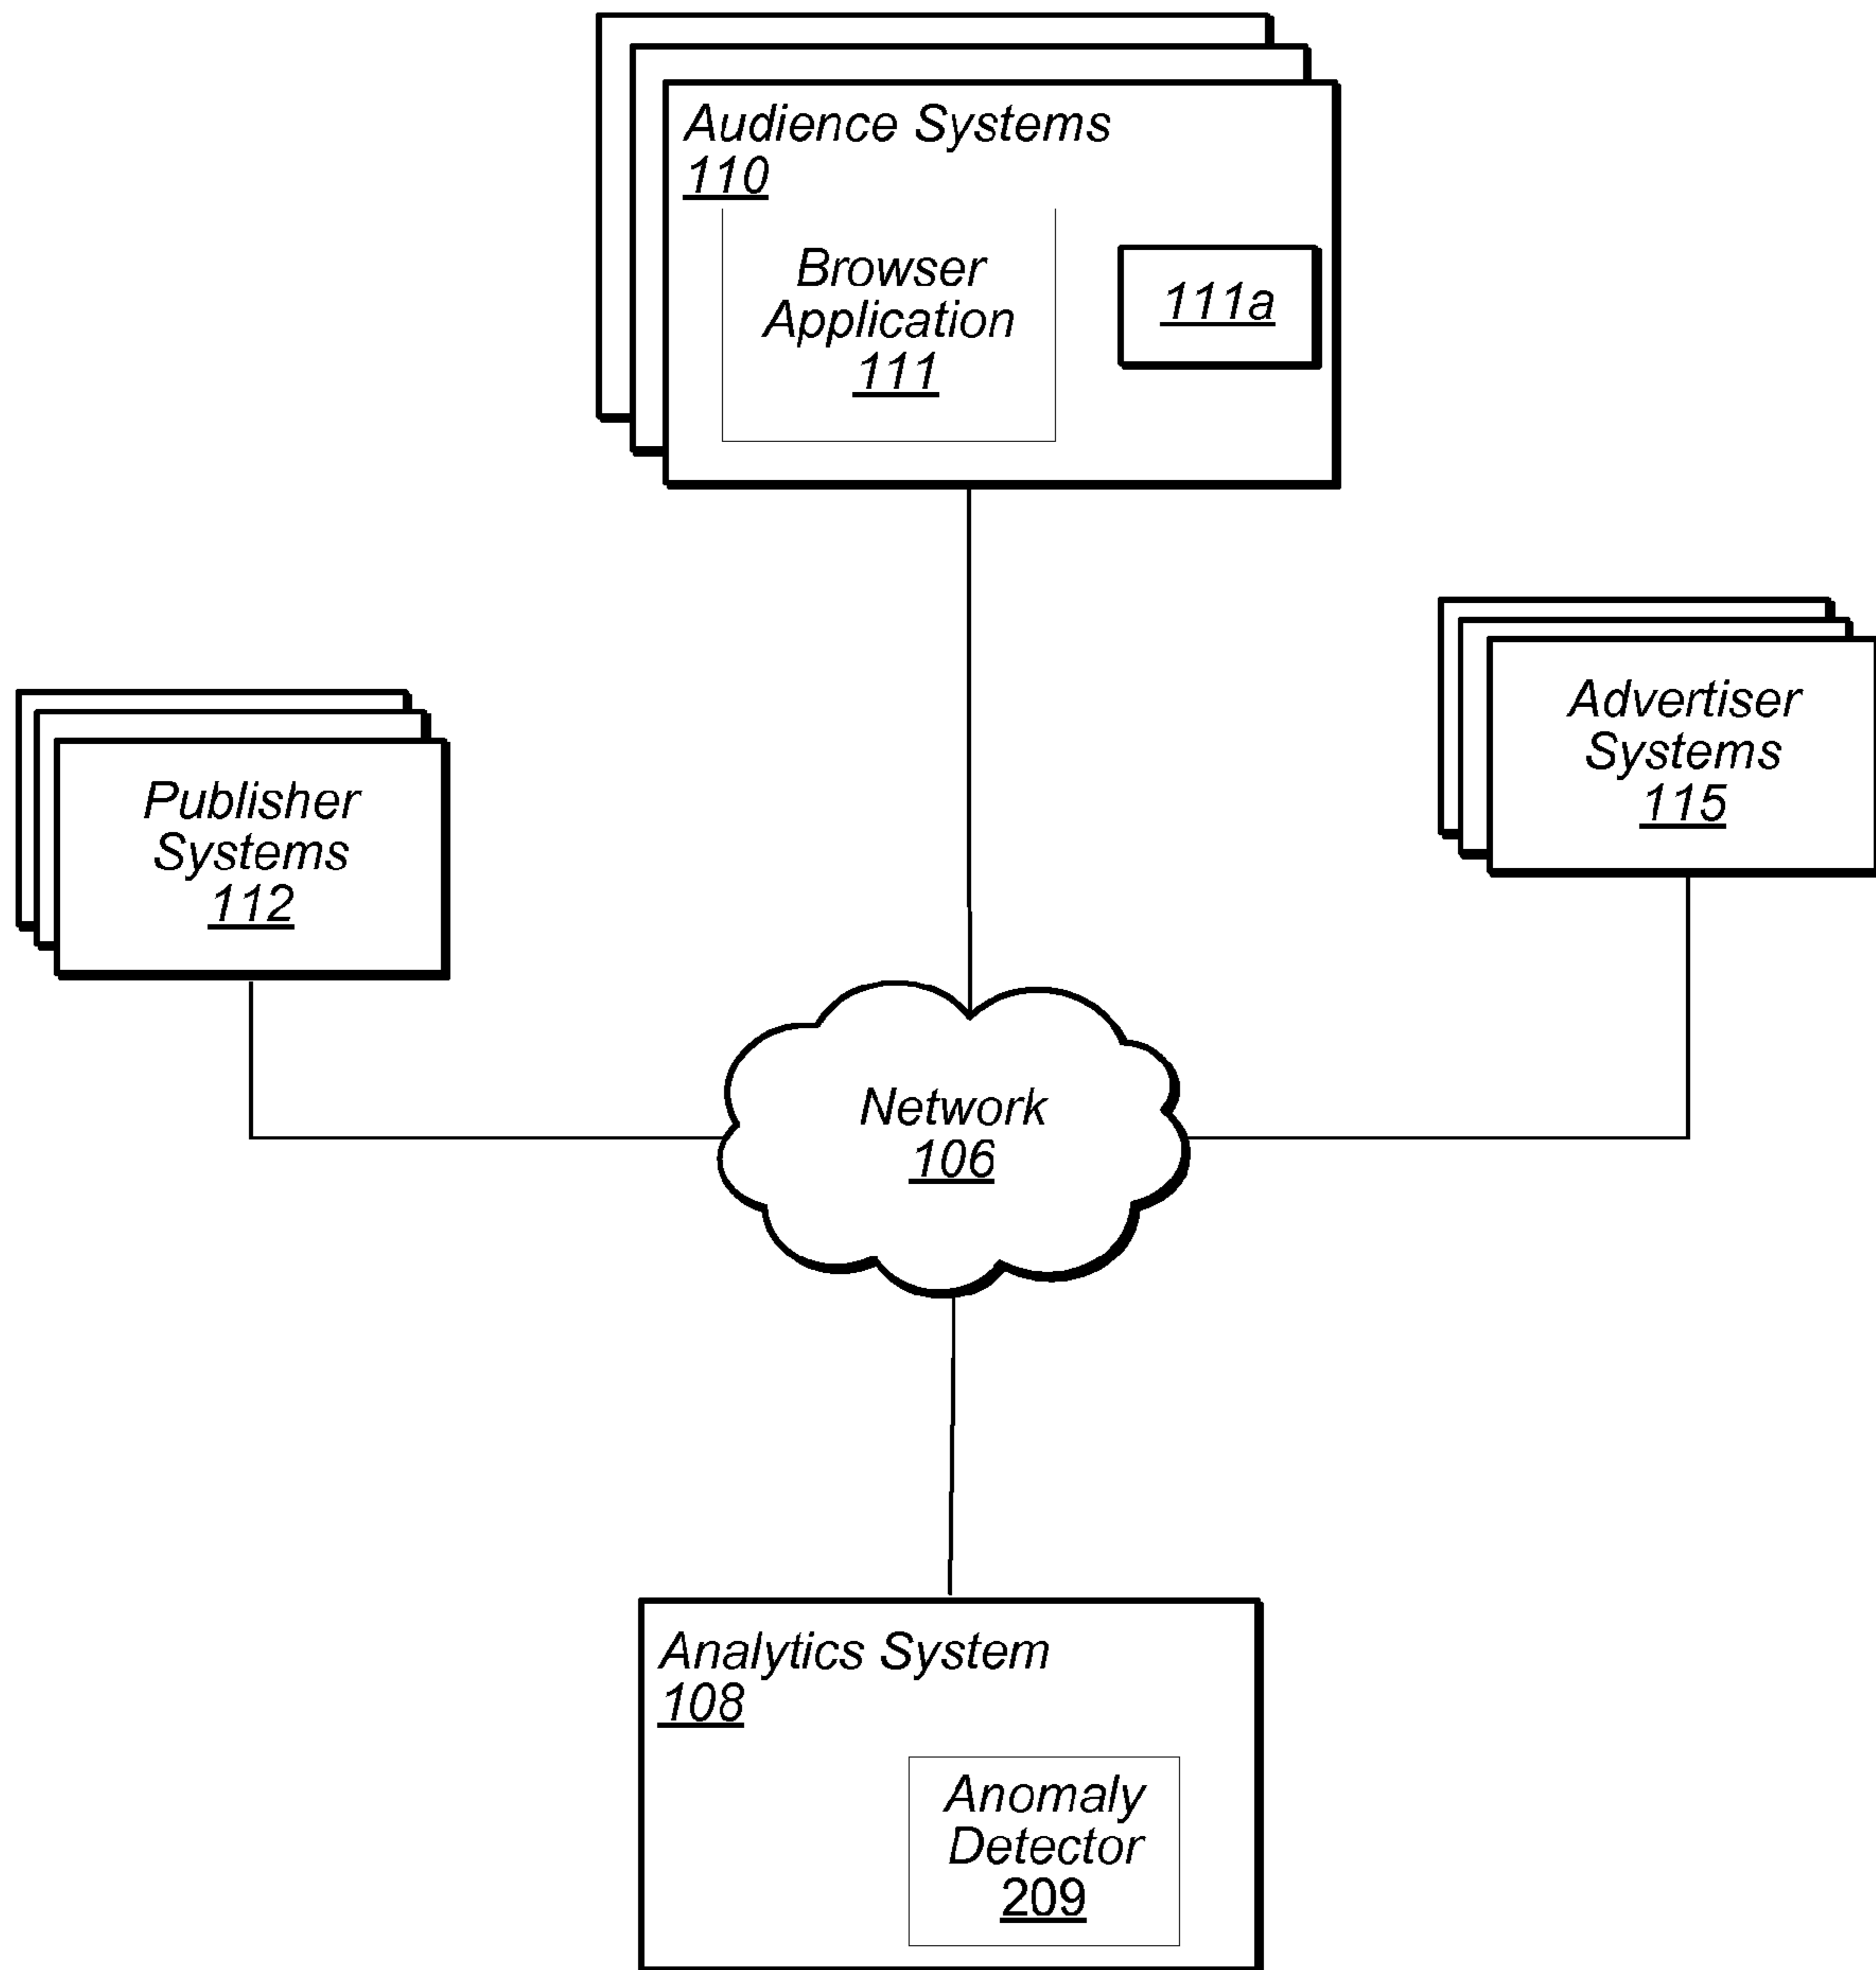 Audience Systems
110
Browser
Application
111
111a
Advertiser
Systems
115
Publisher
Systems
112
Network
106
Analytics System
108
Anomaly
Detector
209